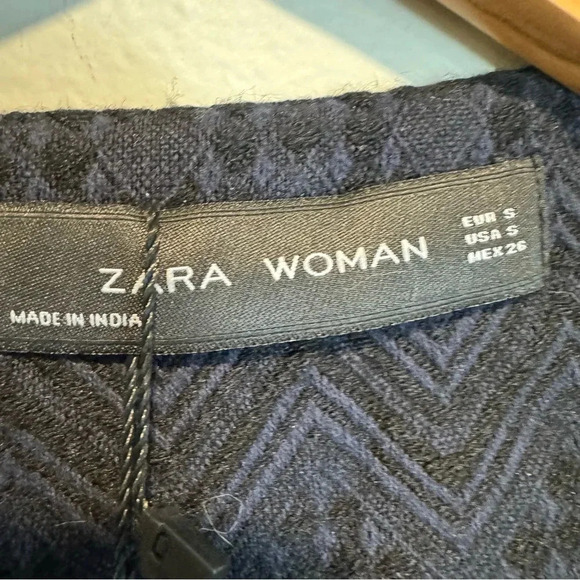 ZARA WOMAN
EUR S
USA S
MEX 26
MADE IN INDIA